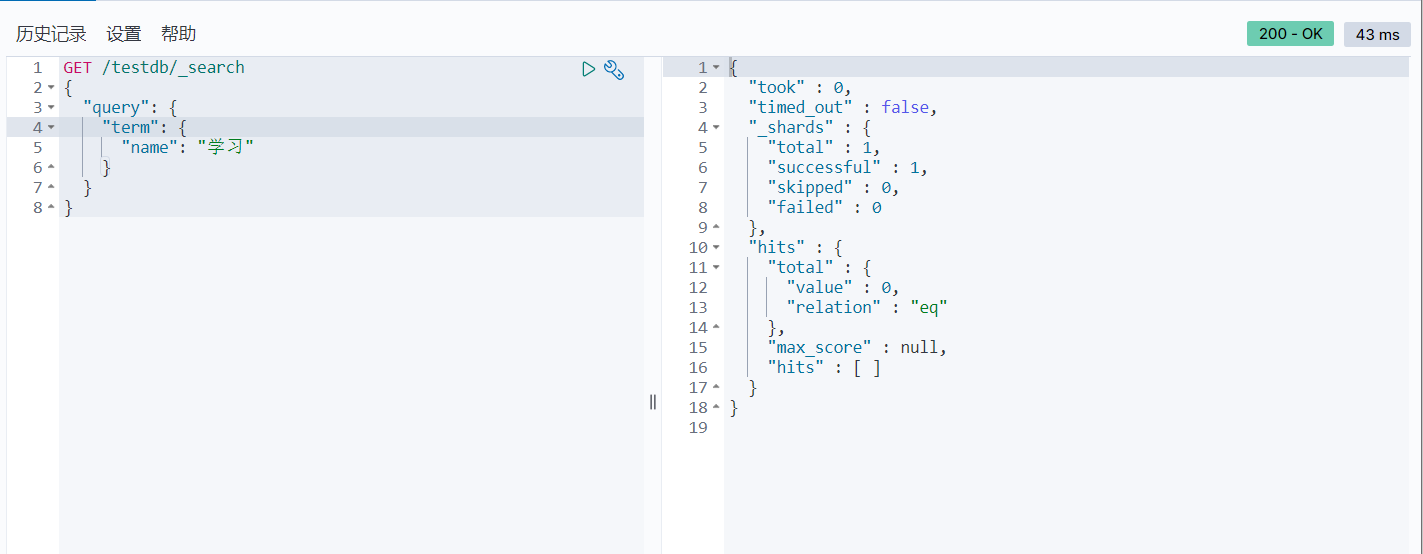 历史记录 设置 帮助
200 - OK 43 ms
1 GET /testdb/_search
2 {
3 "query": {
4 "term": {
5 "name": "学习"
6 }
7 }
8 }
1 {
2 "took" : 0,
3 "timed_out" : false,
4 "_shards" : {
5 "total" : 1,
6 "successful" : 1,
7 "skipped" : 0,
8 "failed" : 0
9 },
10 "hits" : {
11 "total" : {
12 "value" : 0,
13 "relation" : "eq"
14 },
15 "max_score" : null,
16 "hits" : [ ]
17 }
18 }
19